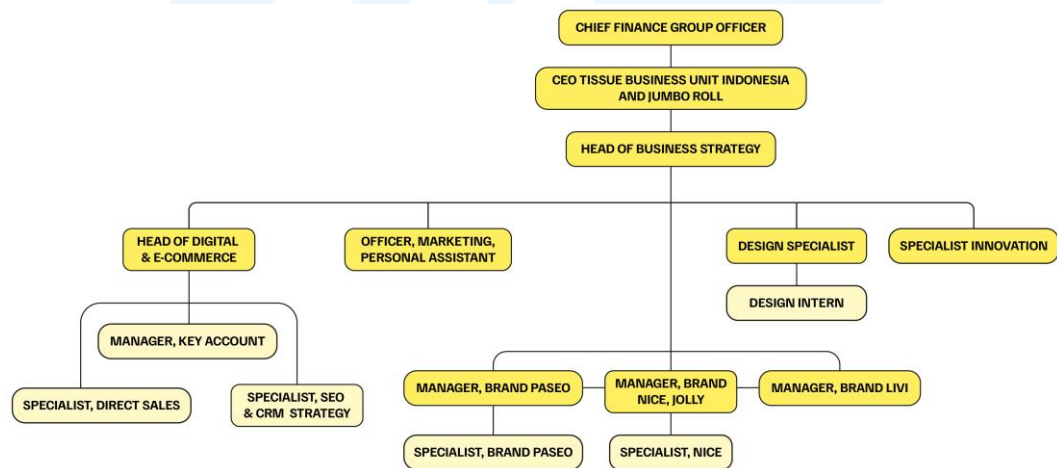 CHIEF FINANCE GROUP OFFICER
CEO TISSUE BUSINESS UNIT INDONESIA
AND JUMBO ROLL
HEAD OF BUSINESS STRATEGY
HEAD OF DIGITAL
& E-COMMERCE
OFFICER, MARKETING,
PERSONAL ASSISTANT
DESIGN SPECIALIST
SPECIALIST INNOVATION
DESIGN INTERN
MANAGER, KEY ACCOUNT
SPECIALIST, DIRECT SALES
SPECIALIST, SEO
& CRM STRATEGY
MANAGER, BRAND PASEO
MANAGER, BRAND
NICE, JOLLY
MANAGER, BRAND LIVI
SPECIALIST, BRAND PASEO
SPECIALIST, NICE